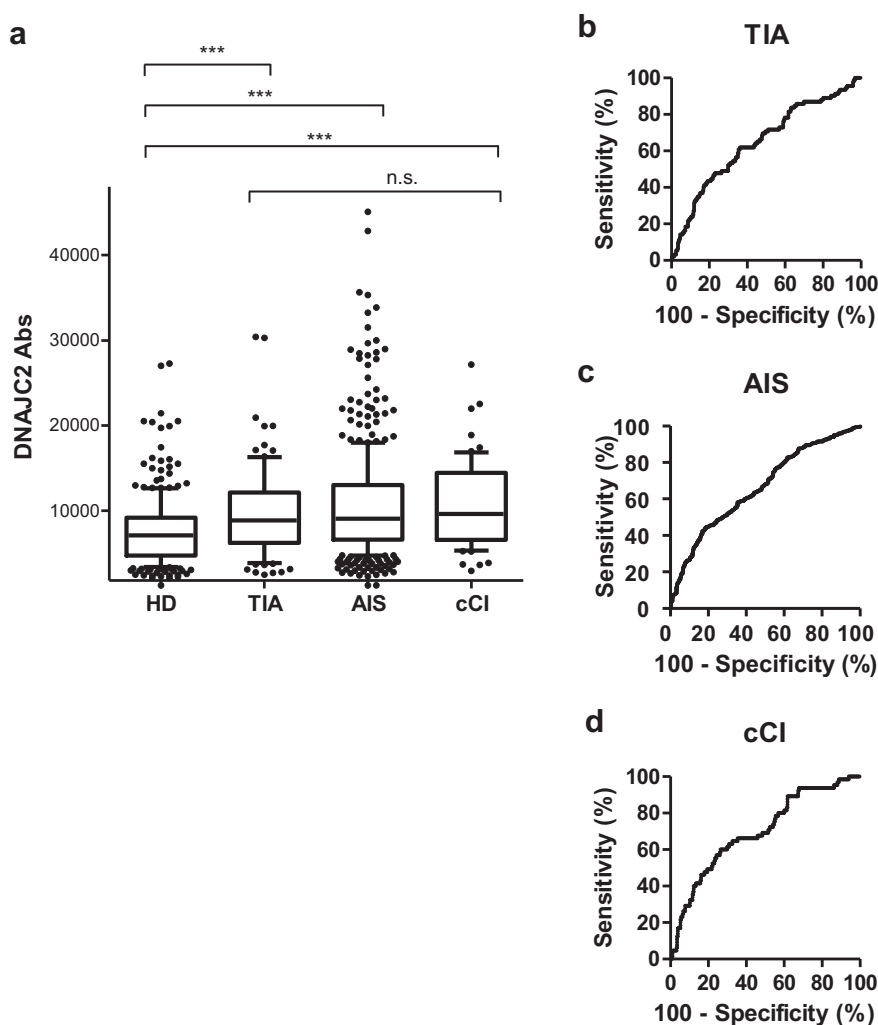 a
***
***
***
n.s.
DNAJC2 Abs
40000
30000
20000
10000
HD TIA AIS cCI
b
TIA
Sensitivity (%)
100
80
60
40
20
0
0 20 40 60 80 100
100 - Specificity (%)
c
AIS
Sensitivity (%)
100
80
60
40
20
0
0 20 40 60 80 100
100 - Specificity (%)
d
cCI
Sensitivity (%)
100
80
60
40
20
0
0 20 40 60 80 100
100 - Specificity (%)